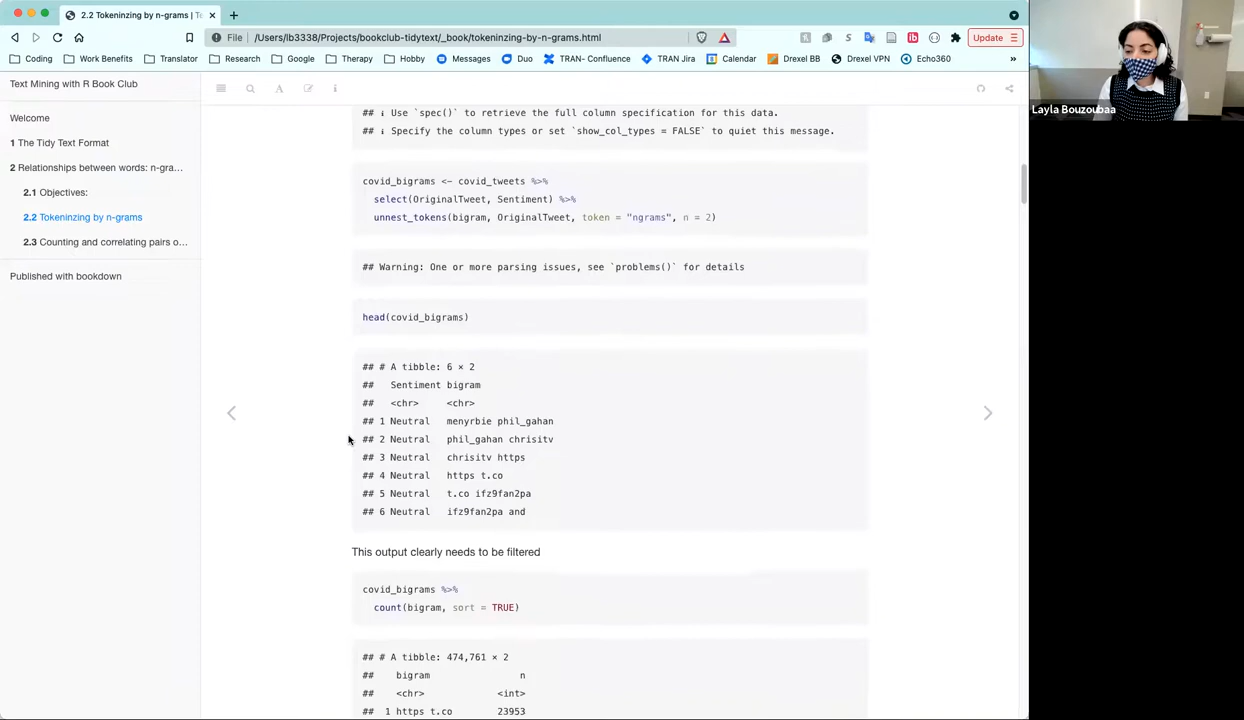 2.2 Tokeninzing by n-grams | Te
File
/Users/lb3338/Projects/bookclub-tidytext/_book/tokeninzing-by-n-grams.html
Update
Coding
Work Benefits
Translator
Research
Google
Therapy
Hobby
Messages
Duo
TRAN- Confluence
TRAN Jira
Calendar
Drexel BB
Drexel VPN
Echo360
»
Text Mining with R Book Club
Welcome
1 The Tidy Text Format
2 Relationships between words: n-gra...
2.1 Objectives:
2.2 Tokeninzing by n-grams
2.3 Counting and correlating pairs o...
Published with bookdown
## ℹ Use `spec()` to retrieve the full column specification for this data.
## ℹ Specify the column types or set `show_col_types = FALSE` to quiet this message.
covid_bigrams <- covid_tweets %>%
select(OriginalTweet, Sentiment) %>%
unnest_tokens(bigram, OriginalTweet, token = "ngrams", n = 2)
## Warning: One or more parsing issues, see `problems()` for details
head(covid_bigrams)
## # A tibble: 6 × 2
##   Sentiment bigram
##   <chr>     <chr>
## 1 Neutral   menyrbie phil_gahan
## 2 Neutral   phil_gahan chrisitv
## 3 Neutral   chrisitv https
## 4 Neutral   https t.co
## 5 Neutral   t.co ifz9fan2pa
## 6 Neutral   ifz9fan2pa and
This output clearly needs to be filtered
covid_bigrams %>%
count(bigram, sort = TRUE)
## # A tibble: 474,761 × 2
##    bigram                n
##    <chr>             <int>
##  1 https t.co        23953
Layla Bouzoubaa